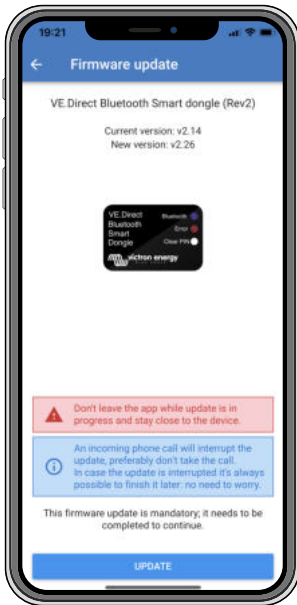 19:21
Firmware update
VE.Direct Bluetooth Smart dongle (Rev2)
Current version: v2.14
New version: v2.26
VE.Direct Bluetooth
Bluetooth Error
Smart Clear PIN
Dongle
victron energy
Don't leave the app while update is in
progress and stay close to the device.
An incoming phone call will interrupt the
update, preferably don't take the call.
In case the update is interrupted it's always
possible to finish it later: no need to worry.
This firmware update is mandatory; it needs to be
completed to continue.
UPDATE